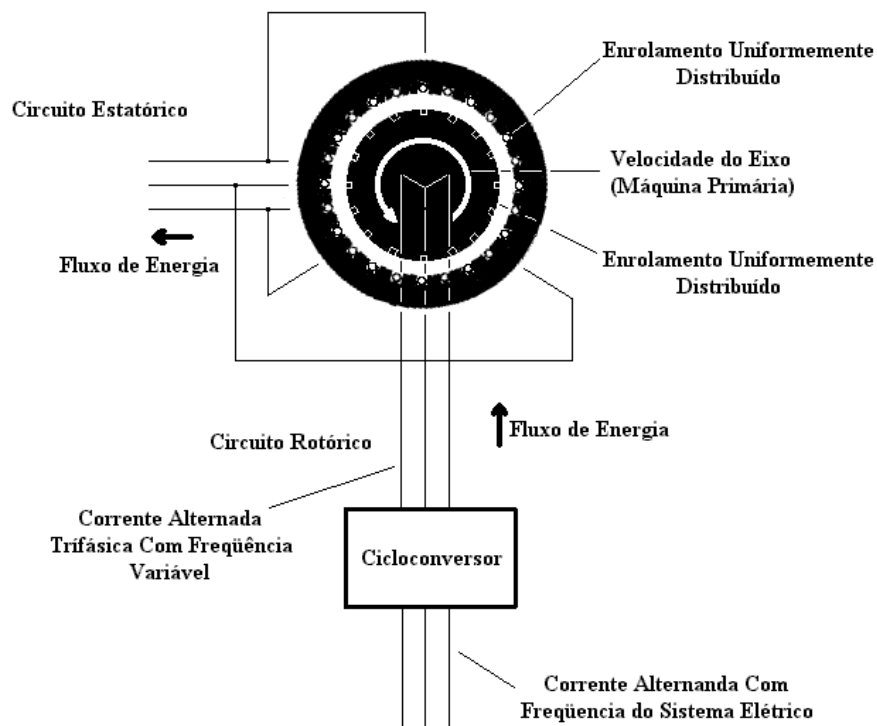 Enrolamento Uniformemente
Distribuído
Circuito Estatórico
Velocidade do Eixo
(Máquina Primária)
Fluxo de Energia
Enrolamento Uniformemente
Distribuído
Circuito Rotórico
Fluxo de Energia
Corrente Alternada
Trifásica Com Freqüência
Variável
Cicloconversor
Corrente Alternanda Com
Freqüencia do Sistema Elétrico